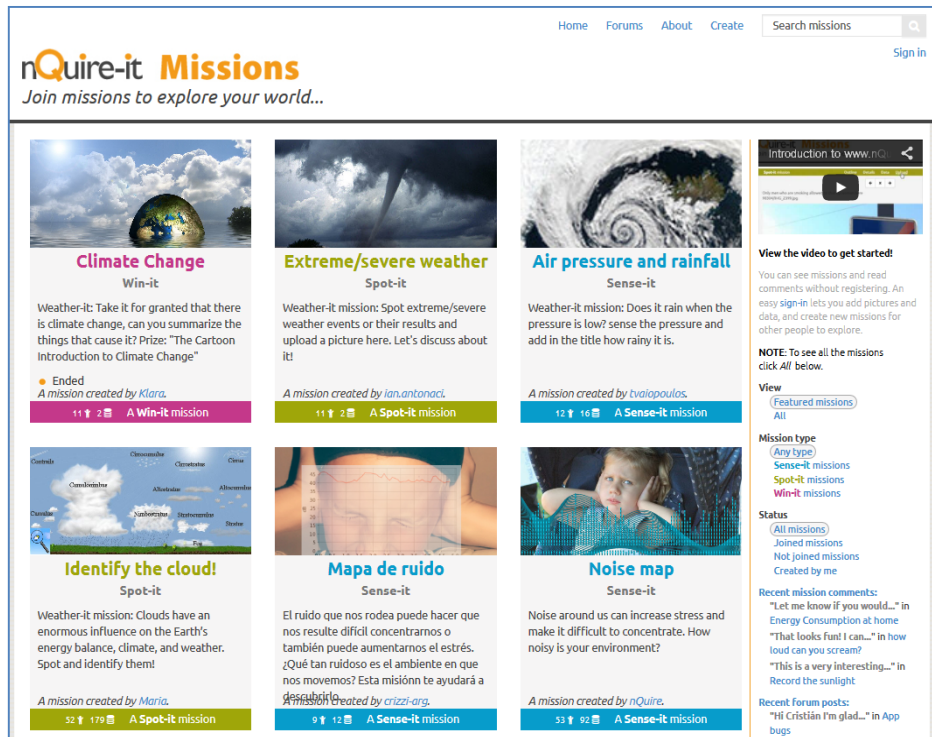 Home Forums About Create Search missions
Sign in
nQuire-it Missions
Join missions to explore your world...
Climate Change
Win-it
Weather-it: Take it for granted that there
is climate change, can you summarize the
things that cause it? Prize: "The Cartoon
Introduction to Climate Change"
Ended
A mission created by Klara.
11 2 A Win-it mission
Extreme/severe weather
Spot-it
Weather-it mission: Spot extreme/severe
weather events or their results and
upload a picture here. Let's discuss about
it!
A mission created by ian.antonaci.
11 2 A Spot-it mission
Air pressure and rainfall
Sense-it
Weather-it mission: Does it rain when the
pressure is low? sense the pressure and
add in the title how rainy it is.
A mission created by tvaiopoulos.
12 16 A Sense-it mission
Cirrocumulus
Cirrus
Cirrostratus
Cumulonimbus
Altostratus
Altocumulus
Nimbostratus
Stratocumulus
Cumulus
Stratus
Fog
Identify the cloud!
Spot-it
Weather-it mission: Clouds have an
enormous influence on the Earth's
energy balance, climate, and weather.
Spot and identify them!
A mission created by Maria.
52 179 A Spot-it mission
Mapa de ruido
Sense-it
El ruido que nos rodea puede hacer que
nos resulte difícil concentrarnos o
también puede aumentarnos el estrés.
¿Qué tan ruidoso es el ambiente en que
nos movemos? Esta misiónn te ayudará a
descubrirlo.
A mission created by crizzi-arg.
9 12 A Sense-it mission
Noise map
Sense-it
Noise around us can increase stress and
make it difficult to concentrate. How
noisy is your environment?
A mission created by nQuire.
53 92 A Sense-it mission
Introduction to www.nQu
View the video to get started!
You can see missions and read
comments without registering. An
easy sign-in lets you add pictures and
data, and create new missions for
other people to explore.
NOTE: To see all the missions
click All below.
View
Featured missions
All
Mission type
Any type
Sense-it missions
Spot-it missions
Win-it missions
Status
All missions
Joined missions
Not joined missions
Created by me
Recent mission comments:
"Let me know if you would..." in
Energy Consumption at home
"That looks fun! I can..." in how
loud can you scream?
"This is a very interesting..." in
Record the sunlight
Recent forum posts:
"Hi Cristián I'm glad..." in App
bugs